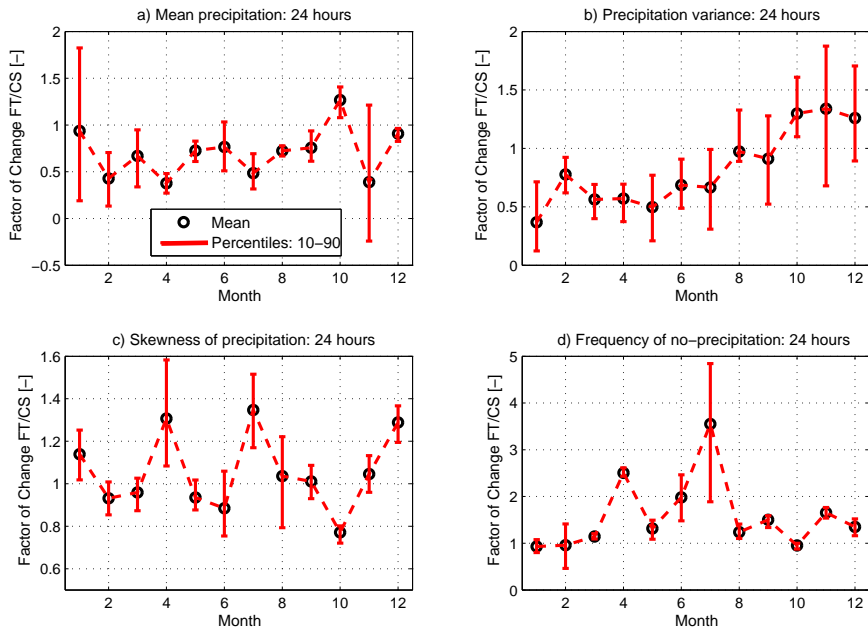 a) Mean precipitation: 24 hours
2
1.5
1
0.5
0
−0.5
Factor of Change FT/CS [−]
Mean
Percentiles: 10−90
2 4 6 8 10 12
Month
b) Precipitation variance: 24 hours
2
1.5
1
0.5
0
Factor of Change FT/CS [−]
2 4 6 8 10 12
Month
c) Skewness of precipitation: 24 hours
1.6
1.4
1.2
1
0.8
0.6
Factor of Change FT/CS [−]
2 4 6 8 10 12
Month
d) Frequency of no−precipitation: 24 hours
5
4
3
2
1
0
Factor of Change FT/CS [−]
2 4 6 8 10 12
Month